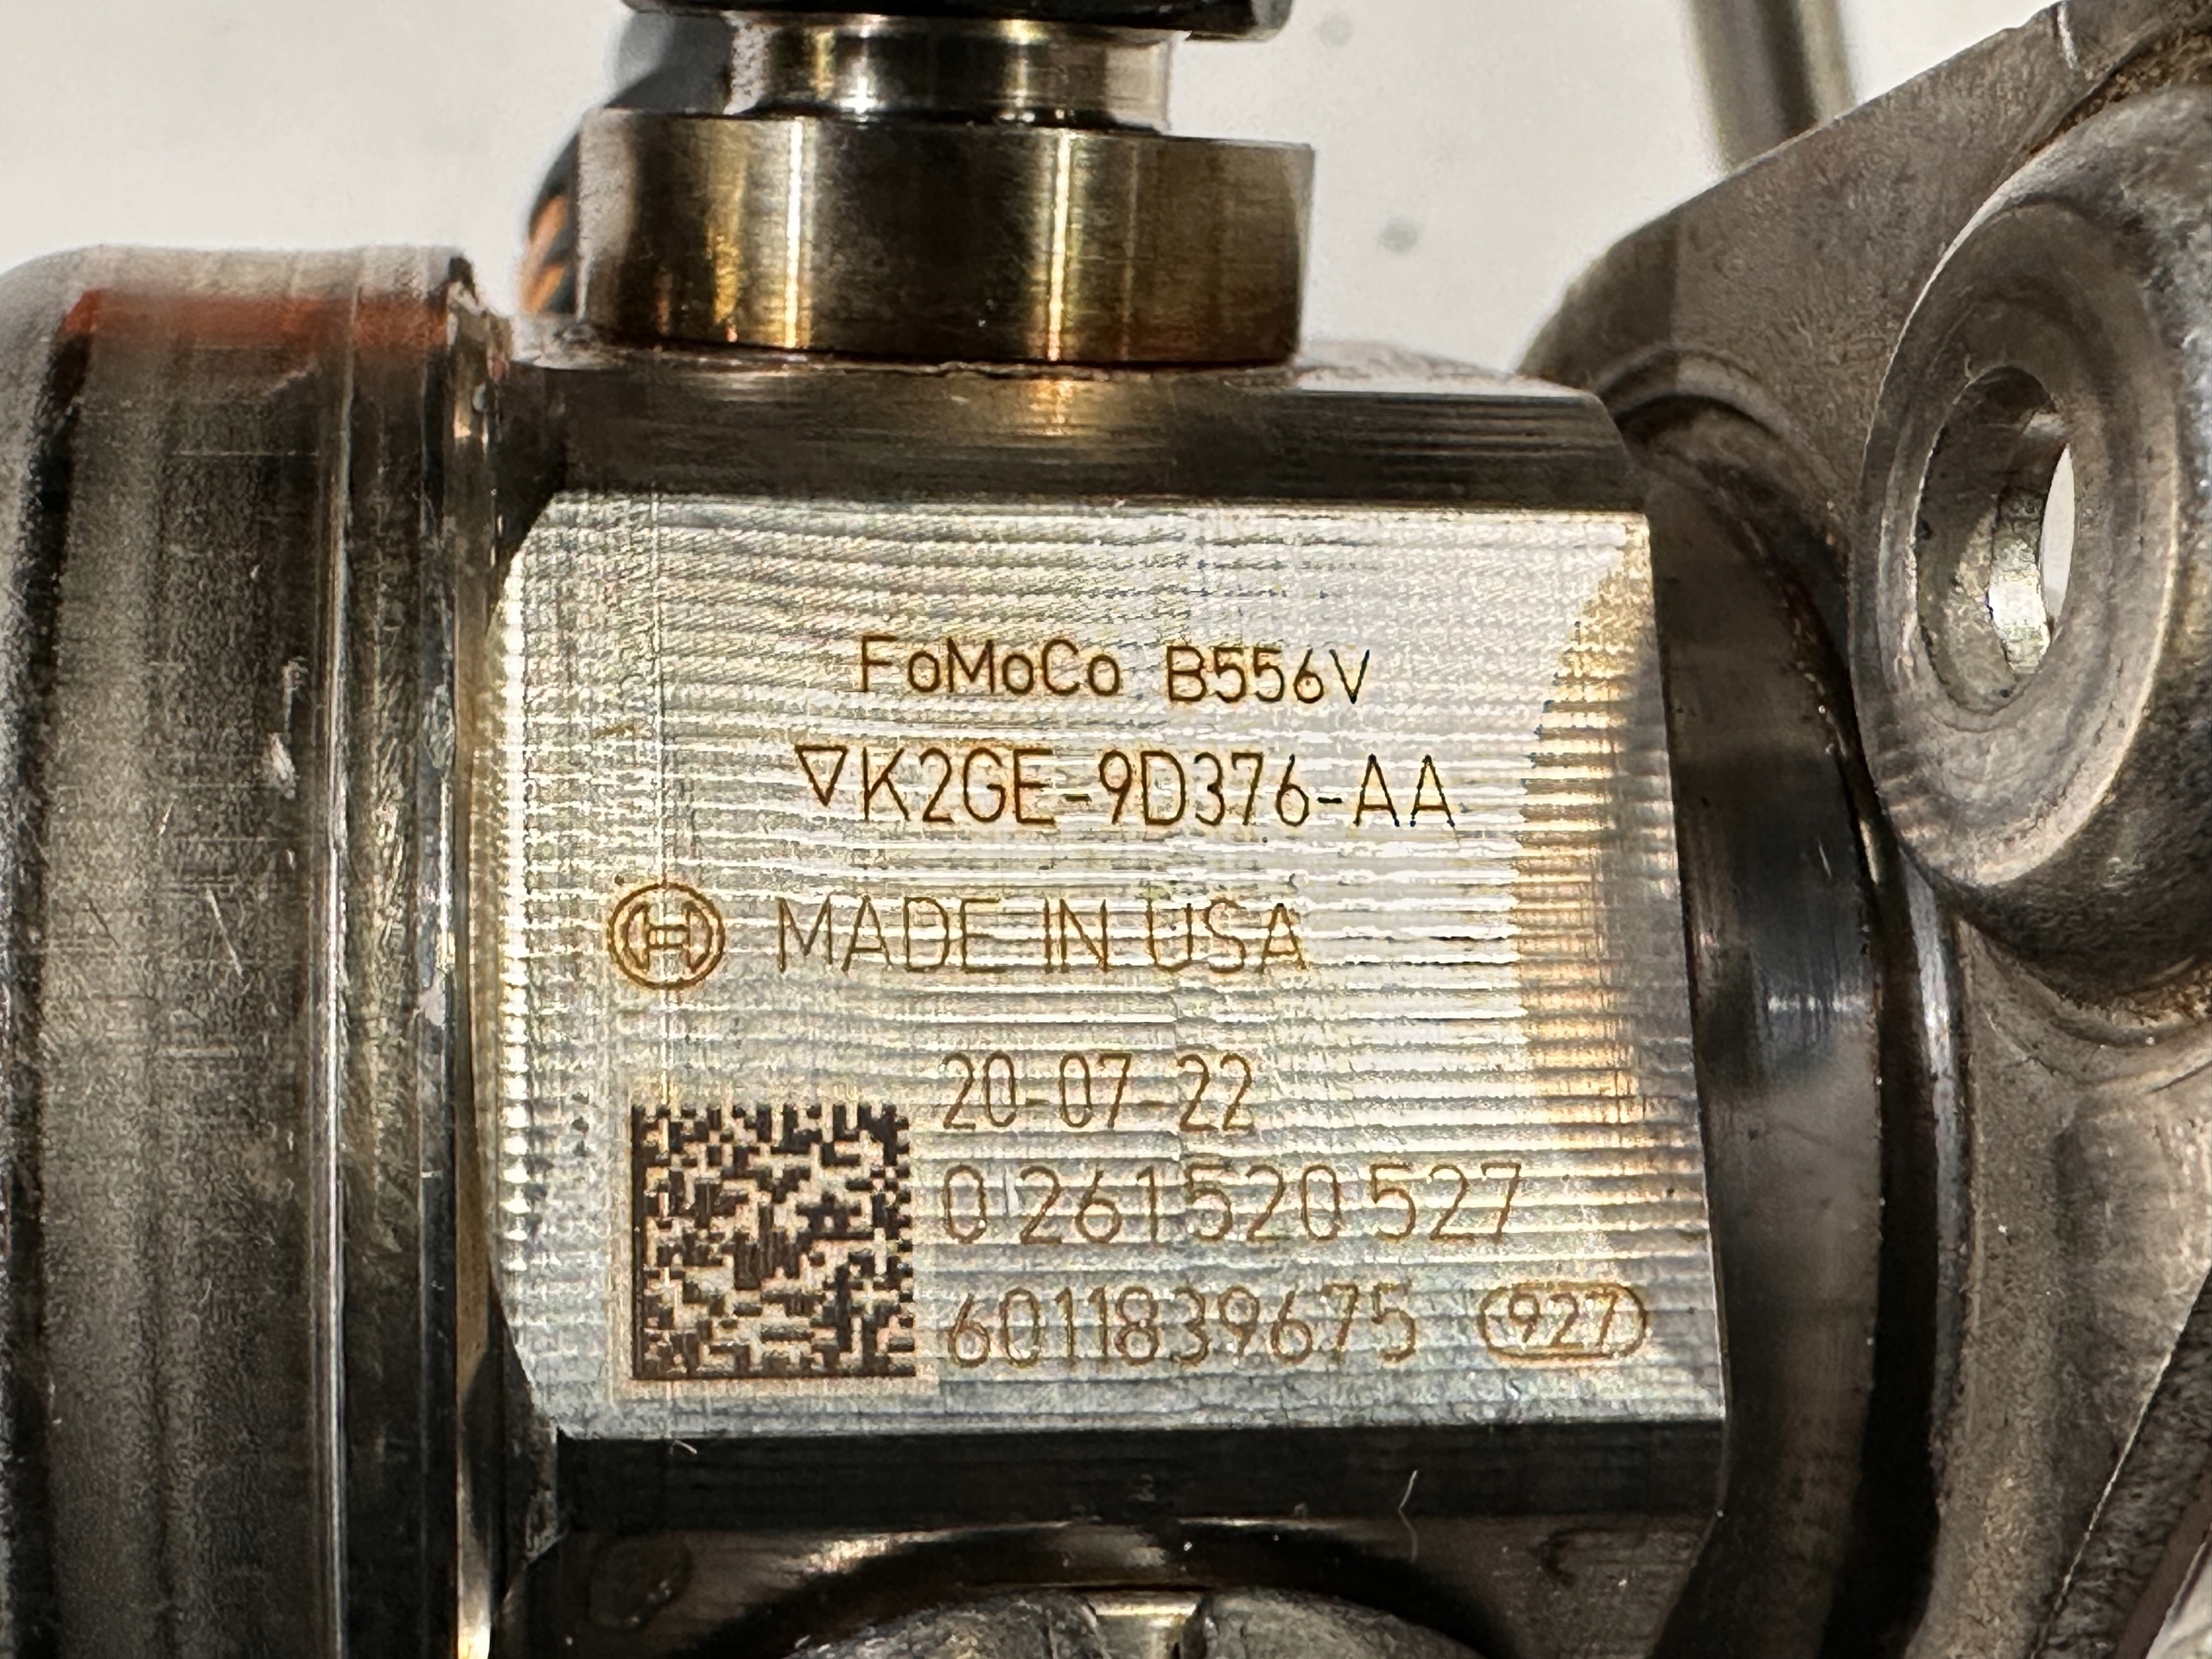 FoMoCo B556V
▽K2GE-9D376-AA
MADE IN USA
20-07-22
0 261 520 527
6011839675 927